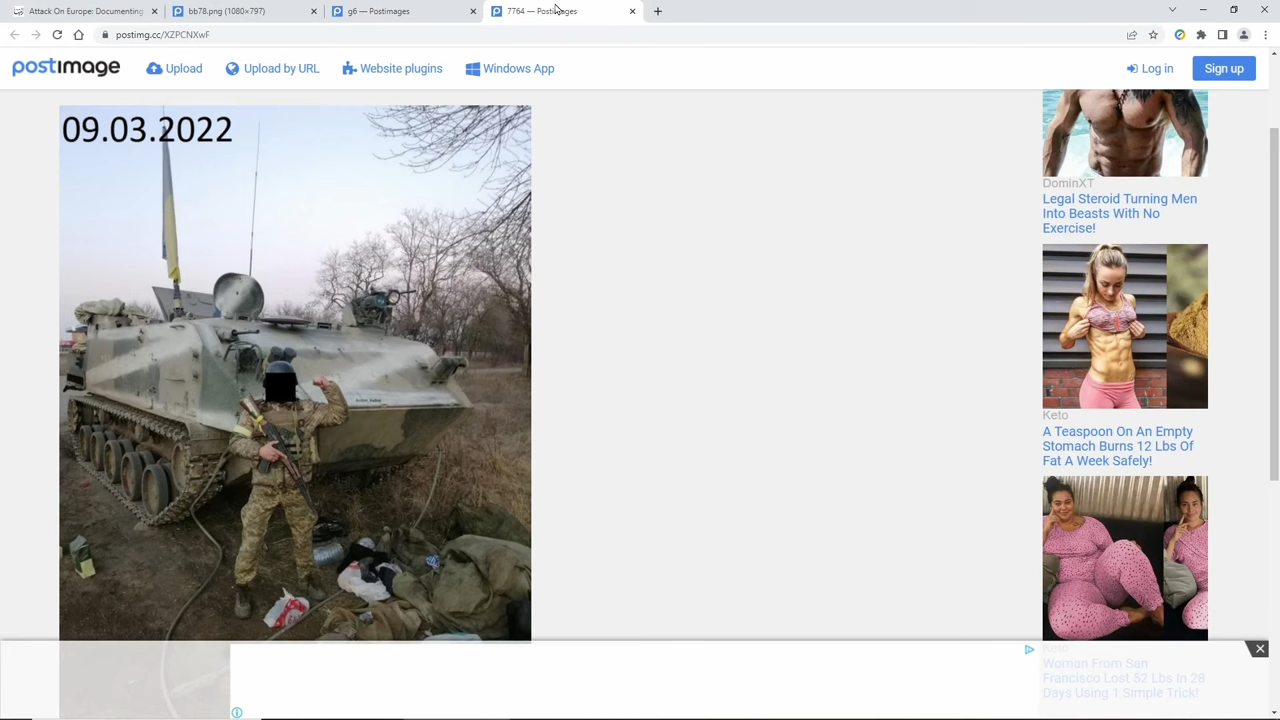 Attack On Europe: Documenting
bb78.png (1080×797)
g6 — Postimages
7764 — Postimages
postimg.cc/XZPCNXwF
postimage
Upload
Upload by URL
Website plugins
Windows App
Log in
Sign up
09.03.2022
DominXT
Legal Steroid Turning Men
Into Beasts With No
Exercise!
Keto
A Teaspoon On An Empty
Stomach Burns 12 Lbs Of
Fat A Week Safely!
Keto
Woman From San
Francisco Lost 52 Lbs In 28
Days Using 1 Simple Trick!